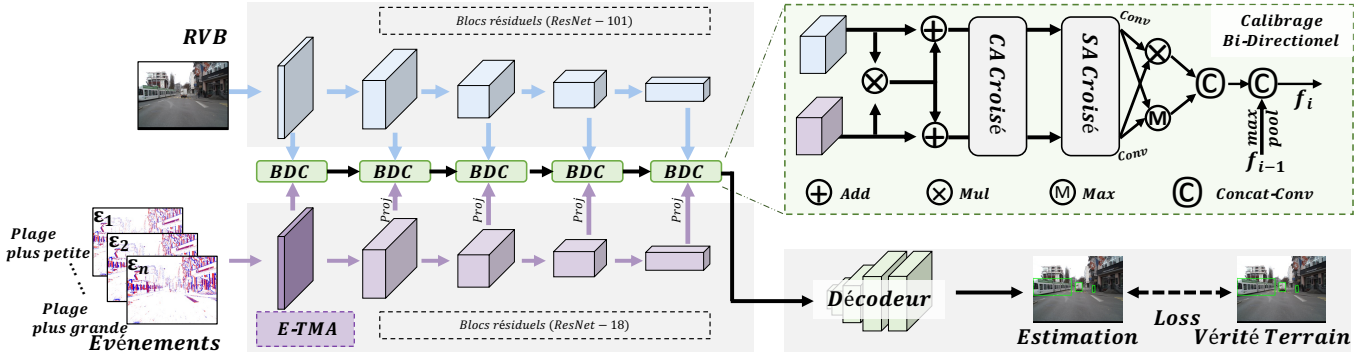 RVB
Blocs résiduels (ResNet − 101)
BDC
BDC
BDC
BDC
BDC
Proj
Proj
Proj
Proj
ε1
ε2
εn
Plage
plus petite
Plage
plus grande
Evénements
E-TMA
Blocs résiduels (ResNet − 18)
Calibrage
Bi-Directionel
CA Croisé
SA Croisé
Conv
Conv
M
C
C
fi
max
pool
fi−1
Add
Mul
M
Max
C
Concat-Conv
Décodeur
Estimation
Loss
Vérité Terrain